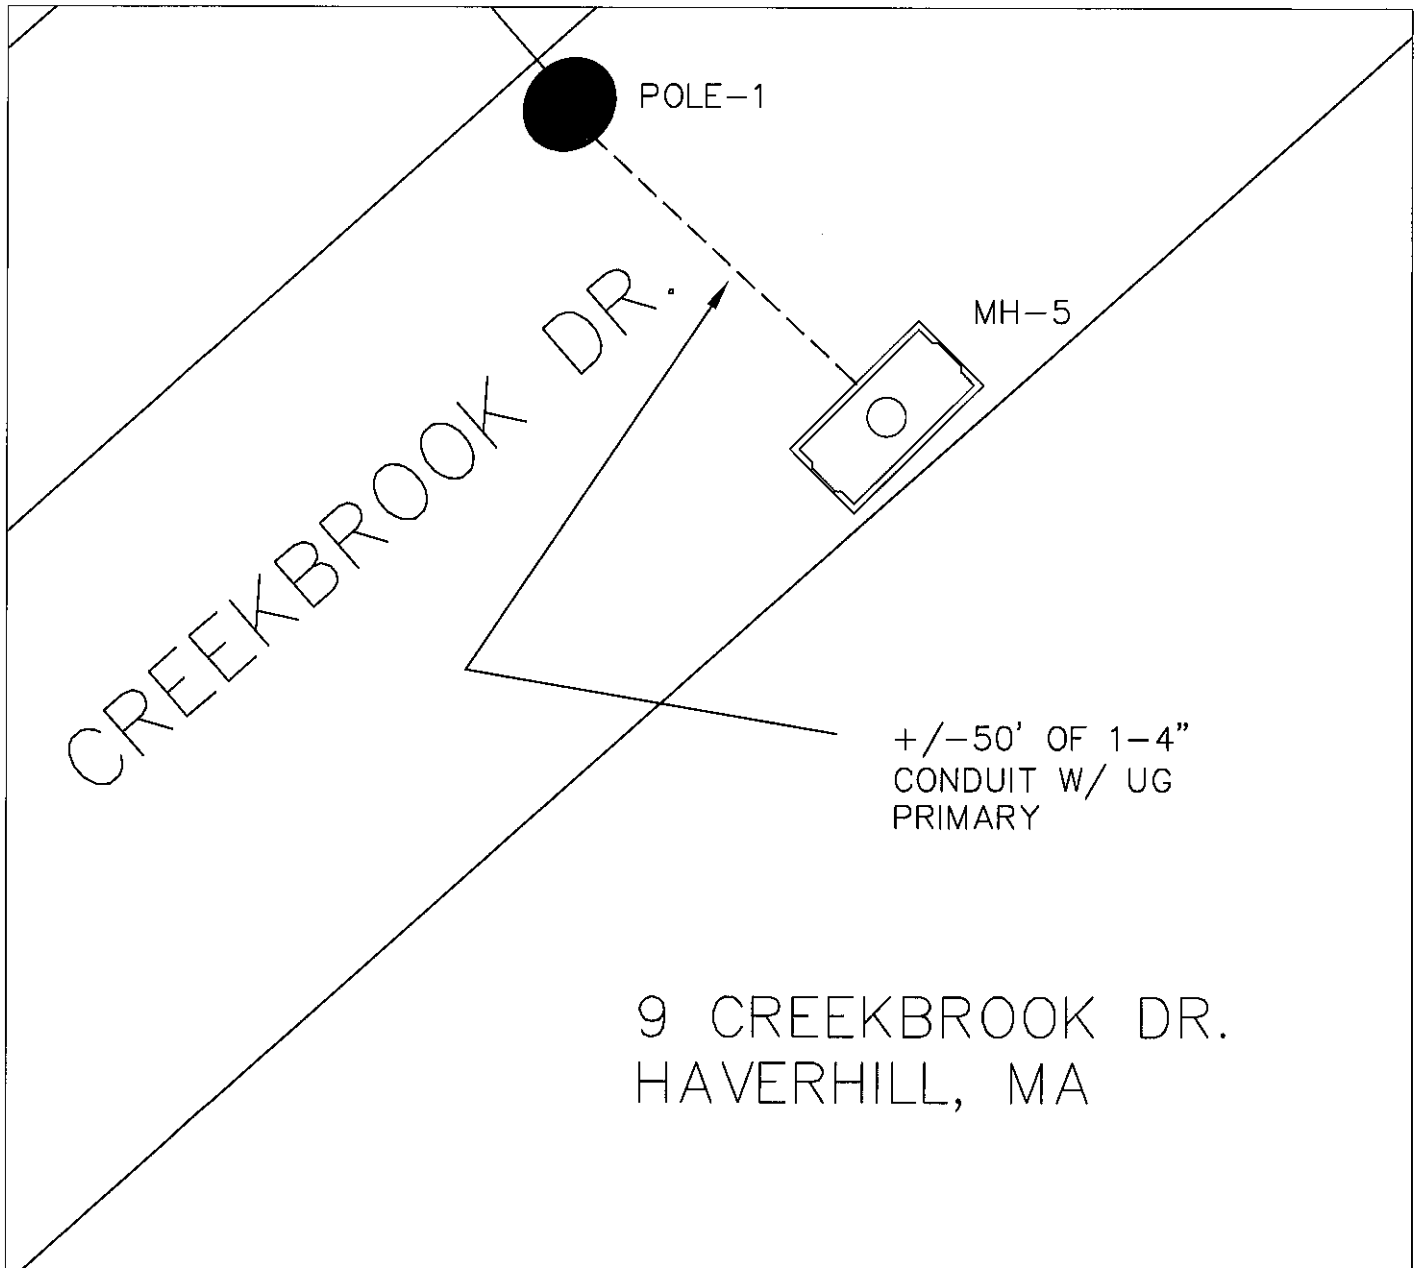 POLE-1
MH-5
CREEKBROOK DR.
+/-50' OF 1-4"
CONDUIT W/ UG
PRIMARY
9 CREEKBROOK DR.
HAVERHILL, MA